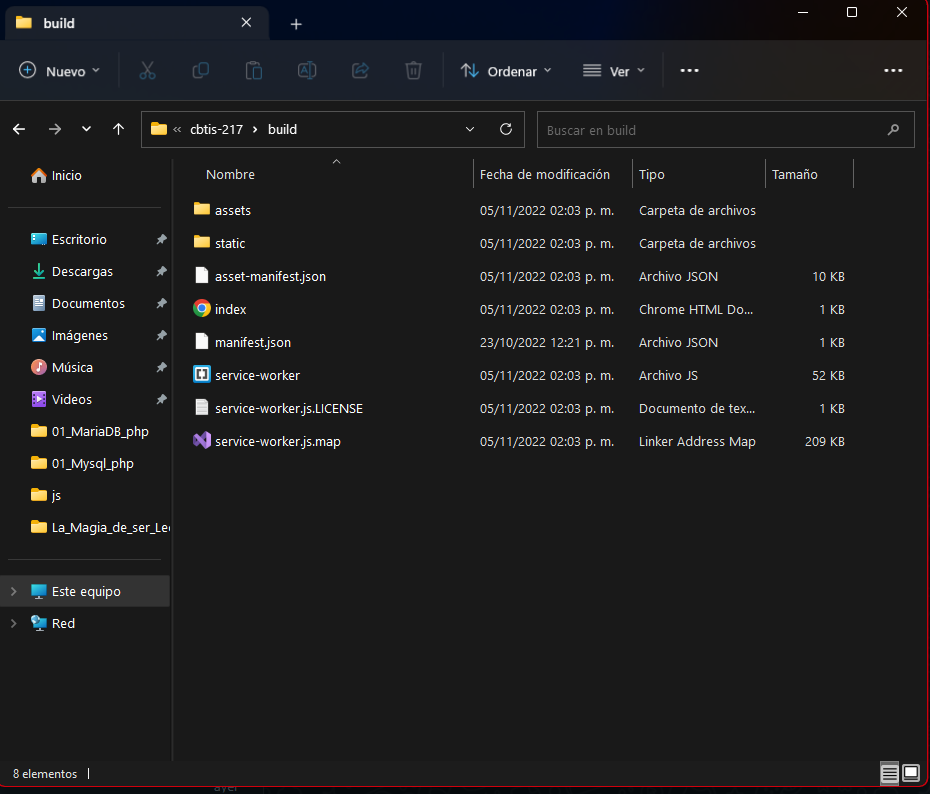 build
Nuevo
Ordenar
Ver
« cbtis-217 > build
Buscar en build
Inicio
Escritorio
Descargas
Documentos
Imágenes
Música
Videos
01_MariaDB_php
01_Mysql_php
js
La_Magia_de_ser_Le
Este equipo
Red
Nombre Fecha de modificación Tipo Tamaño
assets 05/11/2022 02:03 p. m. Carpeta de archivos
static 05/11/2022 02:03 p. m. Carpeta de archivos
asset-manifest.json 05/11/2022 02:03 p. m. Archivo JSON 10 KB
index 05/11/2022 02:03 p. m. Chrome HTML Do... 1 KB
manifest.json 23/10/2022 12:21 p. m. Archivo JSON 1 KB
service-worker 05/11/2022 02:03 p. m. Archivo JS 52 KB
service-worker.js.LICENSE 05/11/2022 02:03 p. m. Documento de tex... 1 KB
service-worker.js.map 05/11/2022 02:03 p. m. Linker Address Map 209 KB
8 elementos